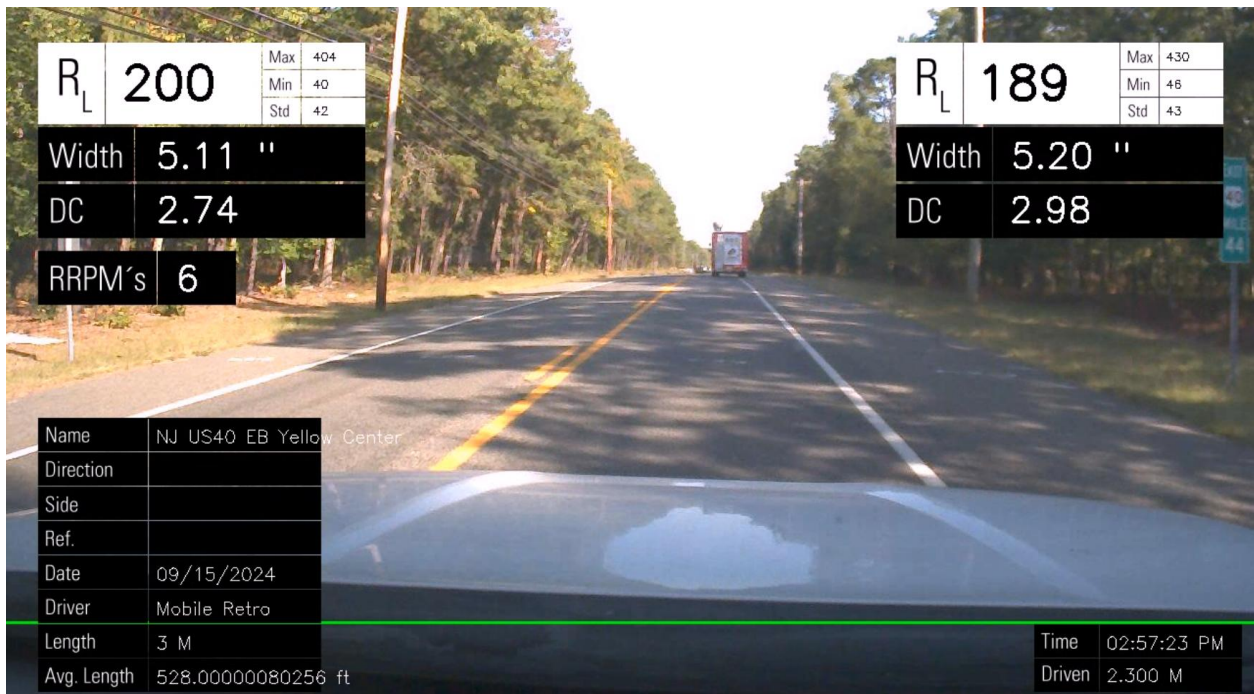 R L 200 Max 404
Min 40
Std 42
Width 5.11 "
DC 2.74
RRPM´s 6
R L 189 Max 430
Min 46
Std 43
Width 5.20 "
DC 2.98
40
MILE
44
Name NJ US40 EB Yellow Center
Direction
Side
Ref.
Date 09/15/2024
Driver Mobile Retro
Length 3 M
Avg. Length 528.00000080256 ft
Time 02:57:23 PM
Driven 2.300 M